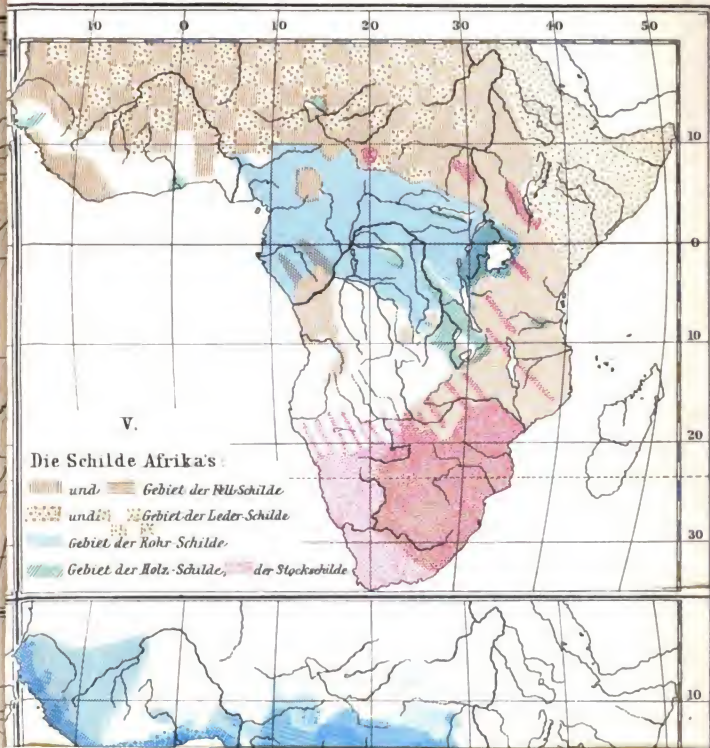 10 0 10 20 30 40 50
10
0
10
20
30
V.
Die Schilde Afrika's
und Gebiet der Fell-Schilde
und Gebiet der Leder-Schilde
Gebiet der Rohr Schilde
Gebiet der Holz-Schilde, der Stockschilde
10